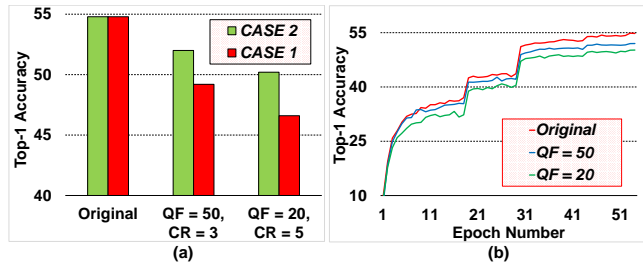 55
50
45
40
Top-1 Accuracy
CASE 2
CASE 1
Original
QF = 50,
CR = 3
QF = 20,
CR = 5
(a)
55
40
25
10
Top-1 Accuracy
Original
QF = 50
QF = 20
1
11
21
31
41
51
Epoch Number
(b)